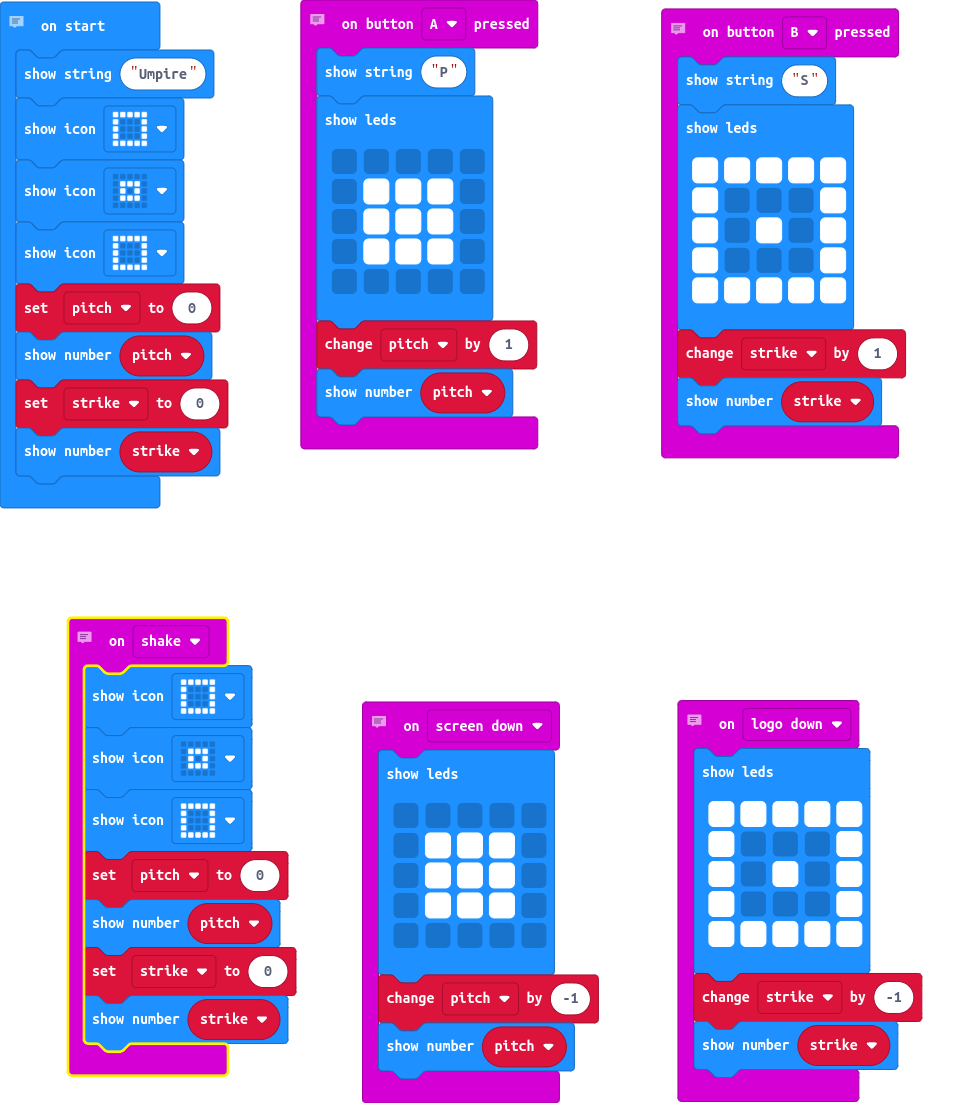 on start
show string "Umpire"
show icon
show icon
show icon
set pitch to 0
show number pitch
set strike to 0
show number strike
on button A pressed
show string "P"
show leds
change pitch by 1
show number pitch
on button B pressed
show string "S"
show leds
change strike by 1
show number strike
on shake
show icon
show icon
show icon
set pitch to 0
show number pitch
set strike to 0
show number strike
on screen down
show leds
change pitch by -1
show number pitch
on logo down
show leds
change strike by -1
show number strike